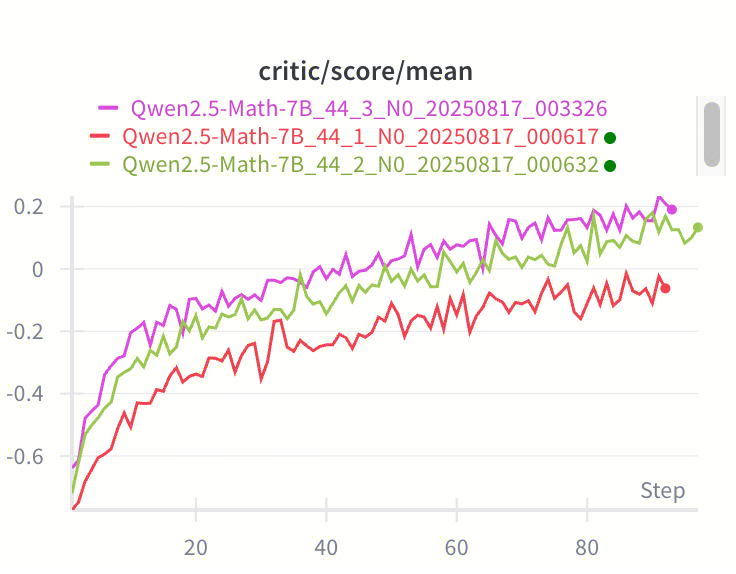 critic/score/mean
Qwen2.5-Math-7B_44_3_N0_20250817_003326
Qwen2.5-Math-7B_44_1_N0_20250817_000617
Qwen2.5-Math-7B_44_2_N0_20250817_000632
0.2
0
-0.2
-0.4
-0.6
Step
20 40 60 80